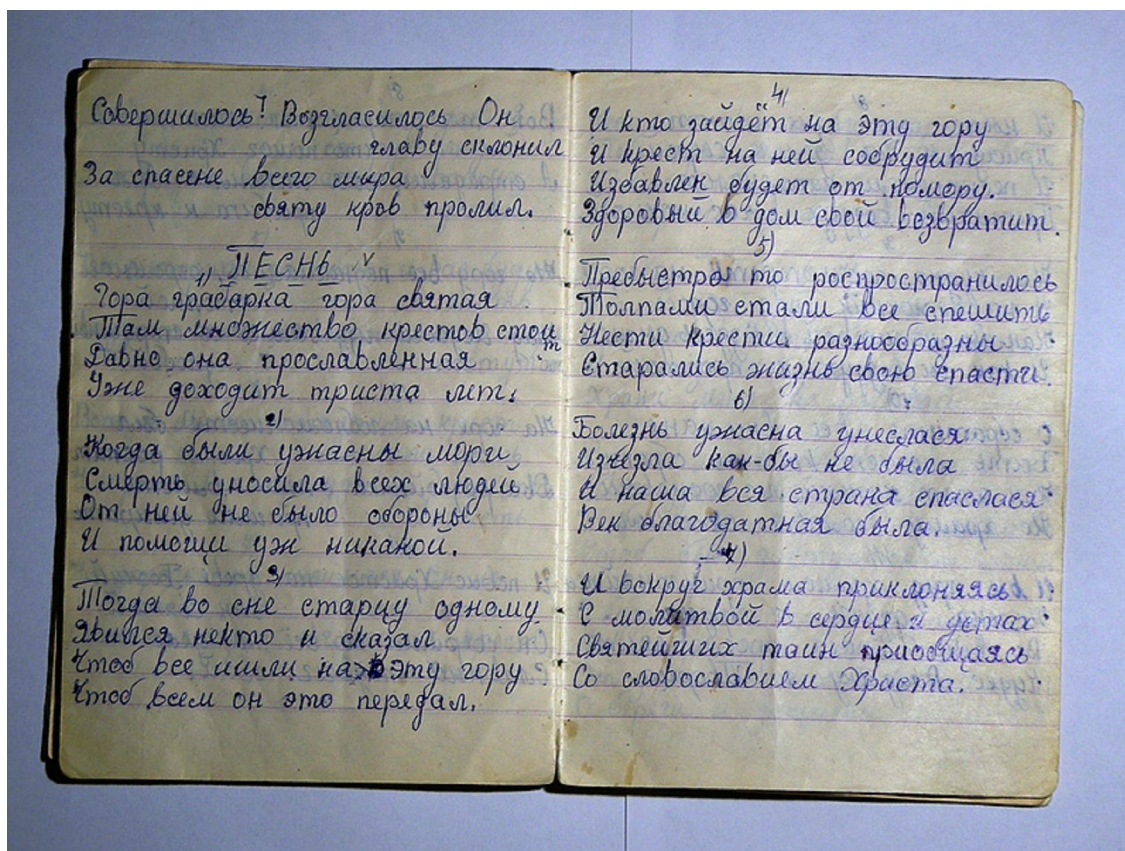 Совершилось! Возгласилось Он
главу склонил
За спасене всего мира
святу кров пролил.
1) ПЕСНЬ
Гора грабарка гора святая
Там множество крестов стоит
Давно она прославленная
Уже доходит триста лет.
2)
Когда были ужасны мори
Смерть уносила всех людей
От ней не было обороны
И помощи уж никакой.
3)
Тогда во сне старцу одному
Явился некто и сказал
Чтоб все ишли на эту гору
Чтоб всем он это передал.
4)
И кто зайдёт на эту гору
И крест на ней собрудит
Избавлен будет от помору.
Здоровый в дом свой возвратит.
5)
Пребыстро то роспространилось
Толпами стали все спешить
Нести крести разнообразны
Старались жизнь свою спасти.
6)
Болезнь ужасна унеслася
Изчезла как-бы не была
И наша вся страна спаслася
Век благодатная была.
7)
И вокруг храма приклоняясь
С молитвой в сердце и устах
Святейших таин приобщаясь
Со словославием Христа.